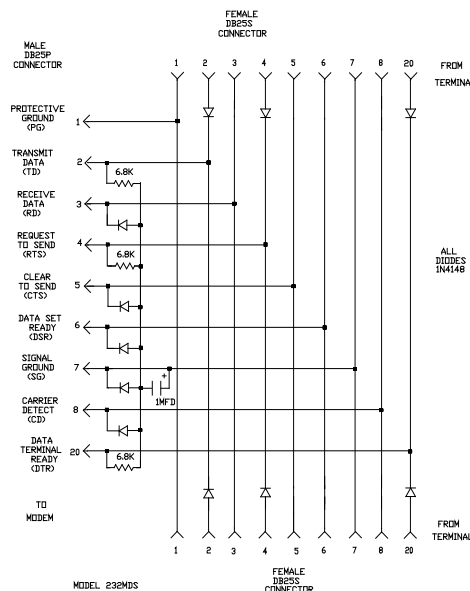 FEMALE
DB25S
CONNECTOR
MALE
DB25P
CONNECTOR
1 2 3 4 5 6 7 8 20
FROM
TERMINAL
PROTECTIVE
GROUND
(PG)
1
TRANSMIT
DATA
(TD)
2
6.8K
RECEIVE
DATA
(RD)
3
REQUEST
TO SEND
(RTS)
4
6.8K
ALL
DIODES
1N4148
CLEAR
TO SEND
(CTS)
5
DATA SET
READY
(DSR)
6
SIGNAL
GROUND
(SG)
7
+
1MFD
CARRIER
DETECT
(CD)
8
DATA
TERMINAL
READY
(DTR)
20
6.8K
TO
MODEM
FROM
TERMINAL
1 2 3 4 5 6 7 8 20
MODEL 232MDS
FEMALE
DB25S
CONNECTOR